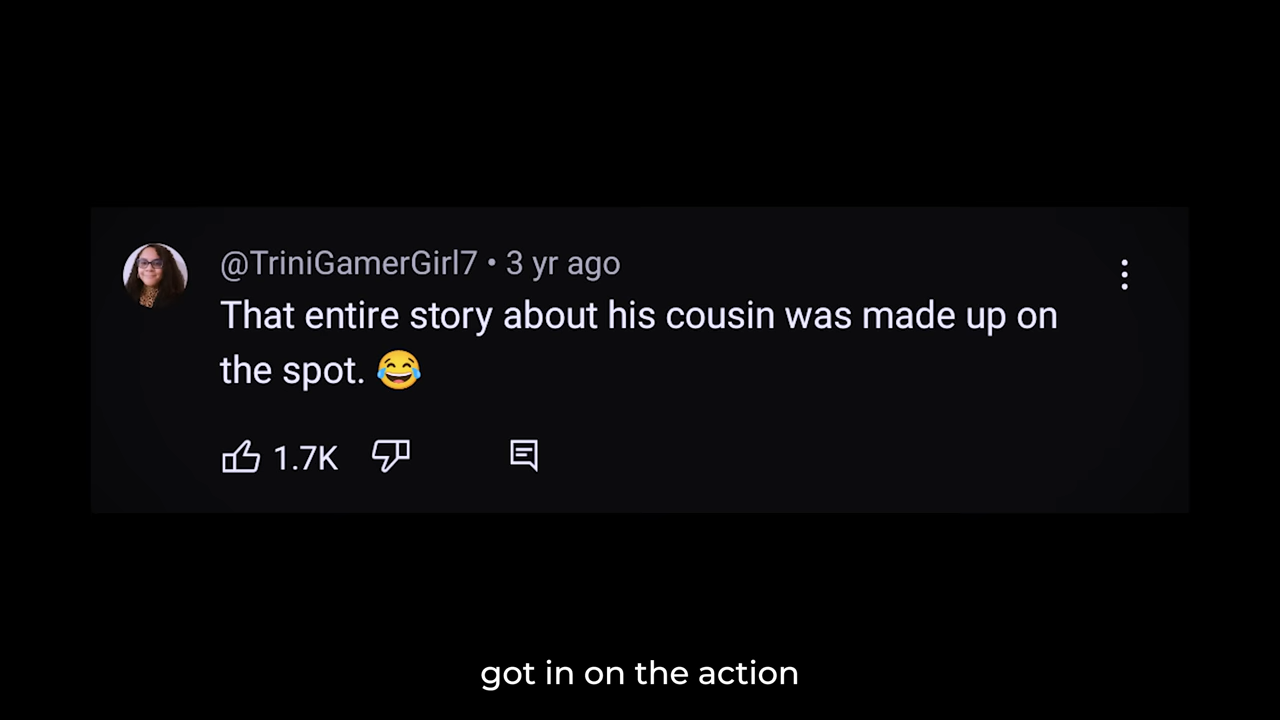 @TriniGamerGirl7 • 3 yr ago
That entire story about his cousin was made up on
the spot. 😂
1.7K
got in on the action